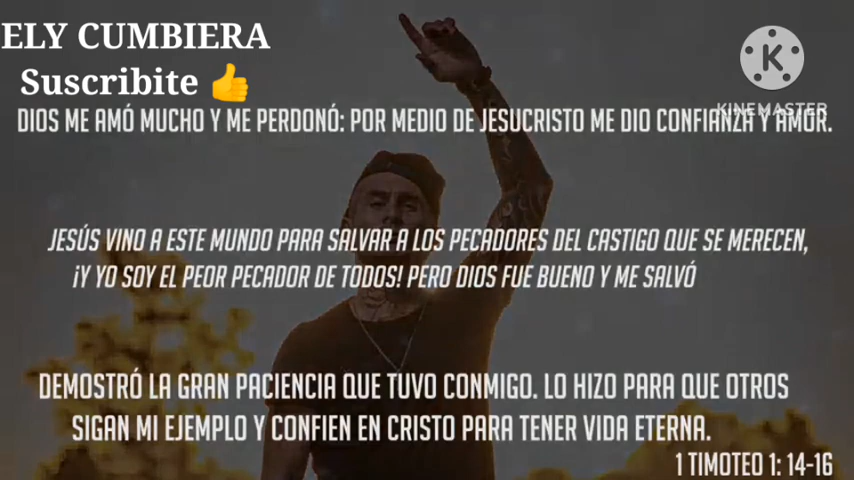 ELY CUMBIERA
Suscribite 👍
KINEMASTER
DIOS ME AMÓ MUCHO Y ME PERDONÓ: POR MEDIO DE JESUCRISTO ME DIO CONFIANZA Y AMOR.
JESÚS VINO A ESTE MUNDO PARA SALVAR A LOS PECADORES DEL CASTIGO QUE SE MERECEN,
¡Y YO SOY EL PEOR PECADOR DE TODOS! PERO DIOS FUE BUENO Y ME SALVÓ
DEMOSTRÓ LA GRAN PACIENCIA QUE TUVO CONMIGO. LO HIZO PARA QUE OTROS
SIGAN MI EJEMPLO Y CONFIEN EN CRISTO PARA TENER VIDA ETERNA.
1 TIMOTEO 1: 14-16